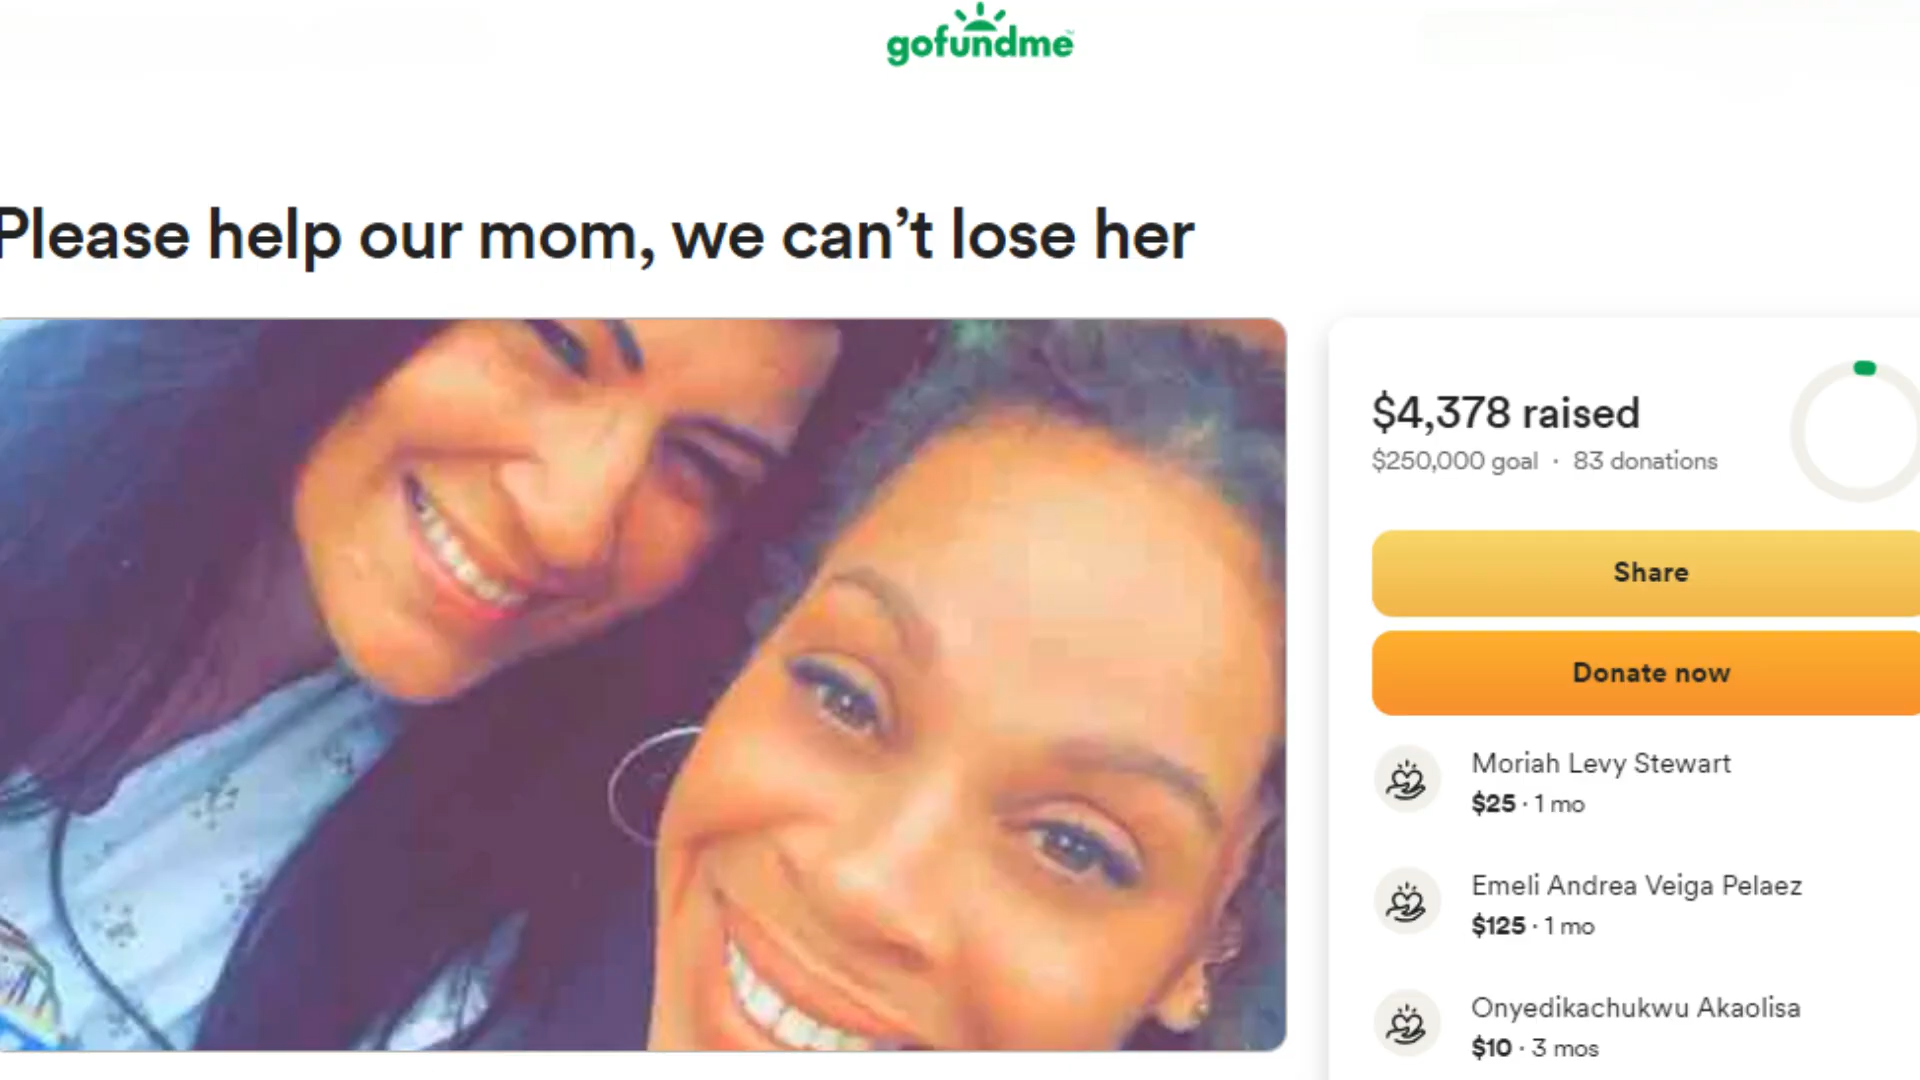 gofundme
Please help our mom, we can’t lose her
$4,378 raised
$250,000 goal · 83 donations
Share
Donate now
Moriah Levy Stewart
$25 · 1 mo
Emeli Andrea Veiga Pelaez
$125 · 1 mo
Onyedikachukwu Akaolisa
$10 · 3 mos